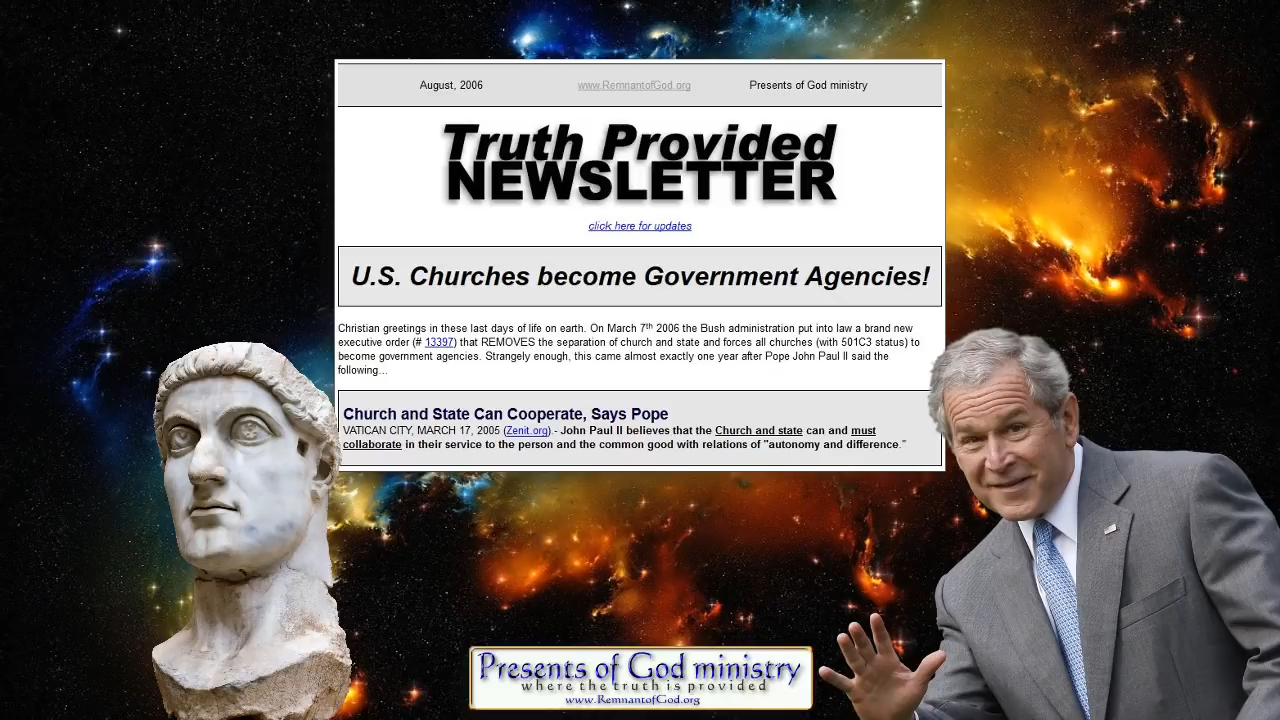 August, 2006 www.RemnantofGod.org Presents of God ministry
Truth Provided
NEWSLETTER
click here for updates
U.S. Churches become Government Agencies!
Christian greetings in these last days of life on earth. On March 7th 2006 the Bush administration put into law a brand new
executive order (# 13397) that REMOVES the separation of church and state and forces all churches (with 501C3 status) to
become government agencies. Strangely enough, this came almost exactly one year after Pope John Paul II said the
following...
Church and State Can Cooperate, Says Pope
VATICAN CITY, MARCH 17, 2005 (Zenit.org).- John Paul II believes that the Church and state can and must
collaborate in their service to the person and the common good with relations of "autonomy and difference."
Presents of God ministry
where the truth is provided
www.RemnantofGod.org